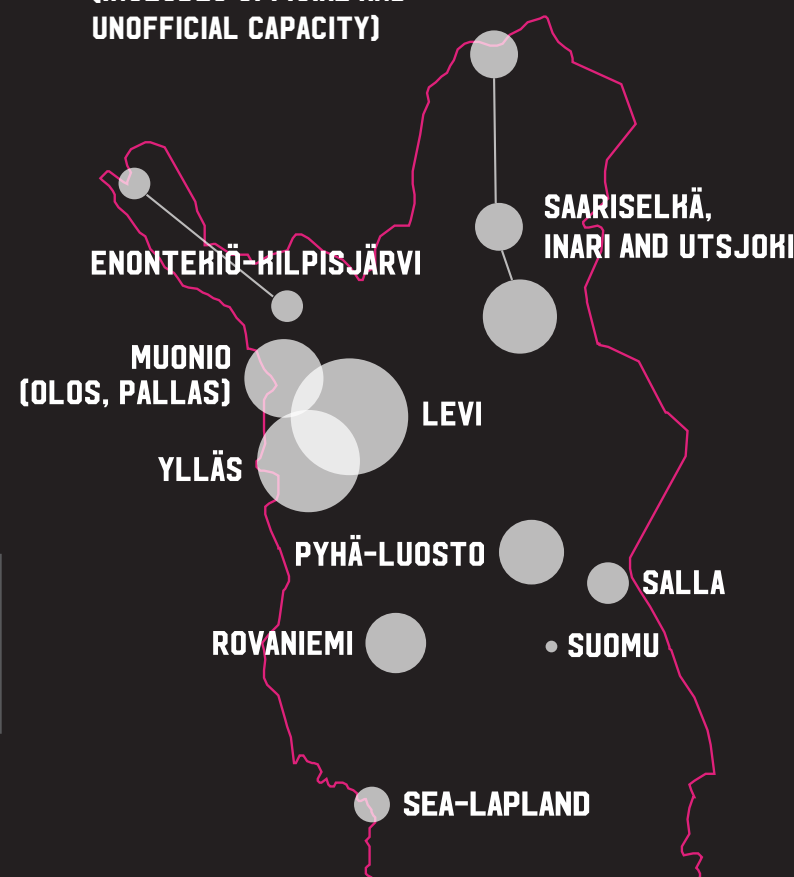 UNOFFICIAL CAPACITY)
SAARISELKÄ,
INARI AND UTSJOKI
ENONTEKIÖ-KILPISJÄRVI
MUONIO
(OLOS, PALLAS)
LEVI
YLLÄS
PYHÄ-LUOSTO
SALLA
ROVANIEMI
SUOMU
SEA-LAPLAND